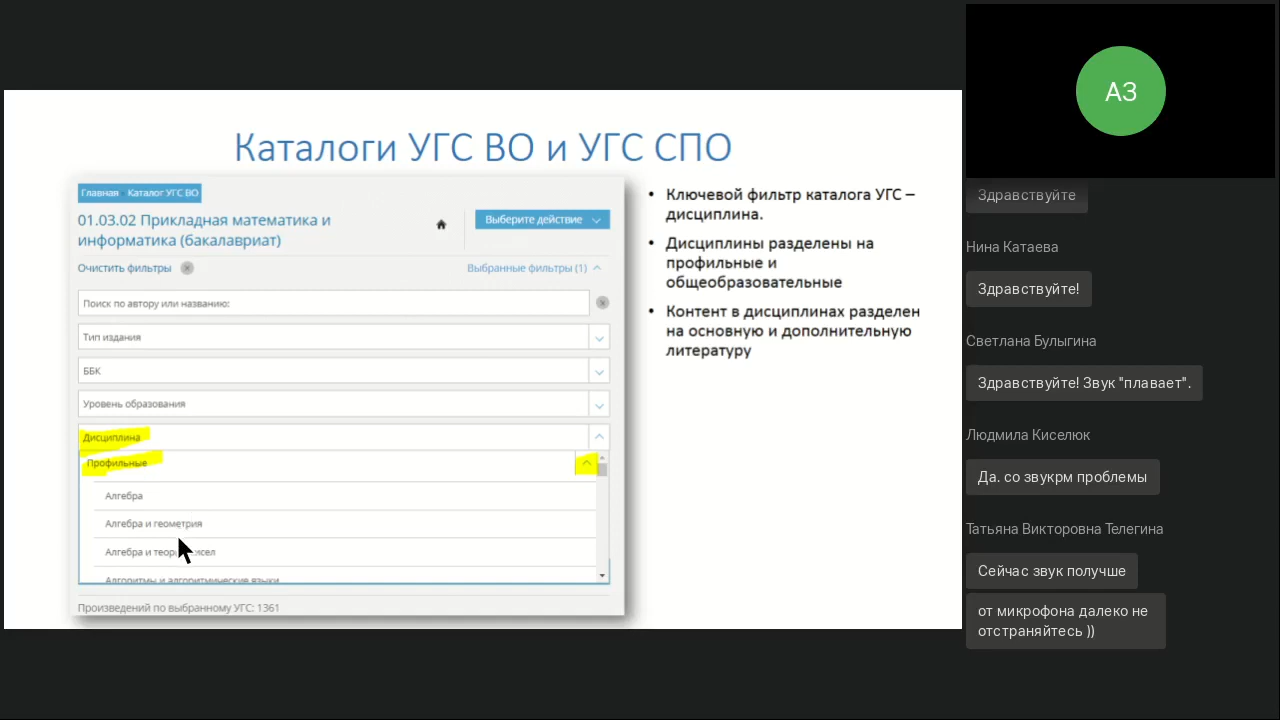 Каталоги УГС ВО и УГС СПО
Главная Каталог УГС ВО
01.03.02 Прикладная математика и
информатика (бакалавриат)
Выберите действие
Очистить фильтры
Выбранные фильтры (1)
Поиск по автору или названию:
Тип издания
ББК
Уровень образования
Дисциплина
Профильные
Алгебра
Алгебра и геометрия
Алгебра и
Алгоритмы и алгоритмические языки
Произведений по выбранному УГС: 1361
• Ключевой фильтр каталога УГС –
дисциплина.
• Дисциплины разделены на
профильные и
общеобразовательные
• Контент в дисциплинах разделен
на основную и дополнительную
литературу
АЗ
Здравствуйте
Нина Катаева
Здравствуйте!
Светлана Булыгина
Здравствуйте! Звук "плавает".
Людмила Киселюк
Да. со звукрм проблемы
Татьяна Викторовна Телегина
Сейчас звук получше
от микрофона далеко не
отстраняйтесь ))